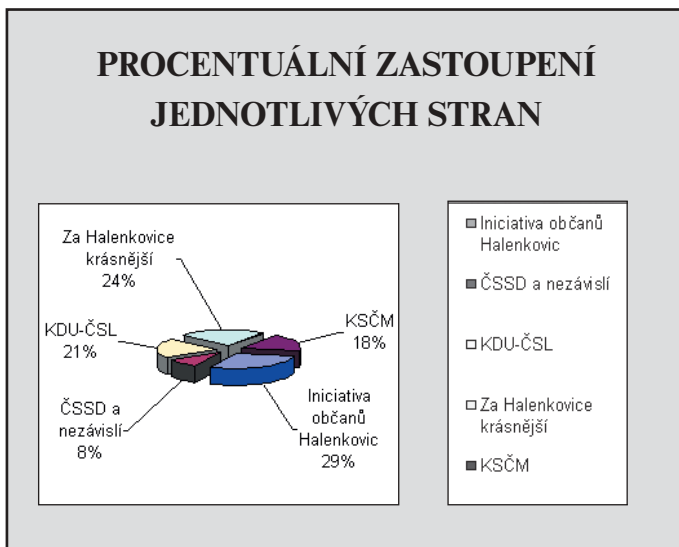 PROCENTUÁLNÍ ZASTOUPENÍ
JEDNOTLIVÝCH STRAN
Za Halenkovice
krásnější
24%
KSČM
18%
KDU-ČSL
21%
ČSSD a
nezávislí
8%
Iniciativa
občanů
Halenkovic
29%
Iniciativa občanů
Halenkovic
ČSSD a nezávislí
KDU-ČSL
Za Halenkovice
krásnější
KSČM